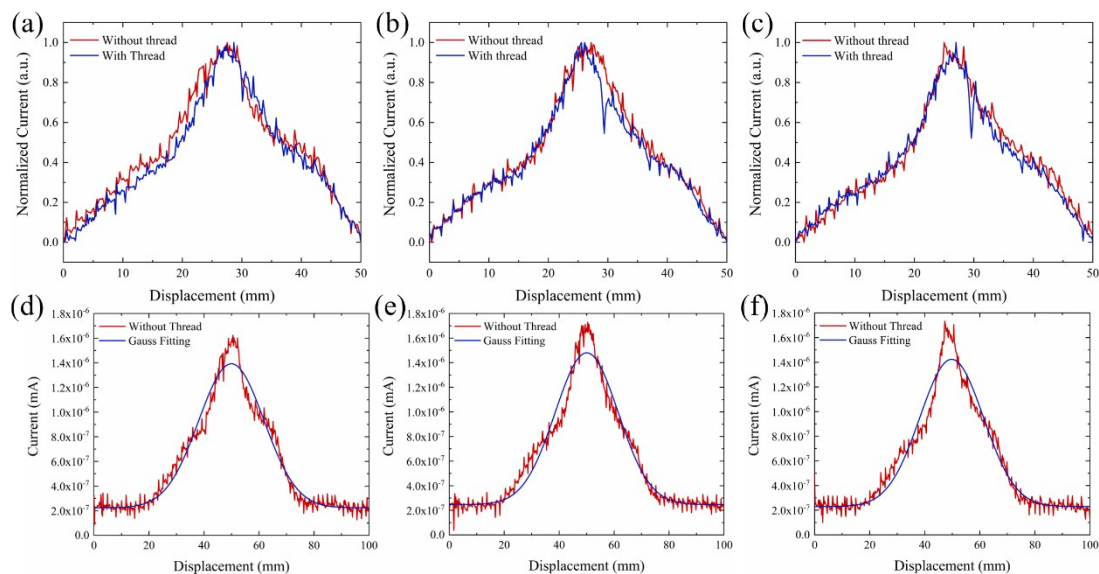 (a)
Without thread
With Thread
Normalized Current (a.u.)
1.0
0.8
0.6
0.4
0.2
0.0
0 10 20 30 40 50
Displacement (mm)
(b)
Without thread
With thread
Normalized Current (a.u.)
1.0
0.8
0.6
0.4
0.2
0.0
0 10 20 30 40 50
Displacement (mm)
(c)
Without thread
With thread
Normalized Current (a.u.)
1.0
0.8
0.6
0.4
0.2
0.0
0 10 20 30 40 50
Displacement (mm)
(d)
Without Thread
Gauss Fitting
Current (mA)
1.8x10⁻⁶
1.6x10⁻⁶
1.4x10⁻⁶
1.2x10⁻⁶
1.0x10⁻⁶
8.0x10⁻⁷
6.0x10⁻⁷
4.0x10⁻⁷
2.0x10⁻⁷
0.0
0 20 40 60 80 100
Displacement (mm)
(e)
Without Thread
Gauss Fitting
Current (mA)
1.8x10⁻⁶
1.6x10⁻⁶
1.4x10⁻⁶
1.2x10⁻⁶
1.0x10⁻⁶
8.0x10⁻⁷
6.0x10⁻⁷
4.0x10⁻⁷
2.0x10⁻⁷
0.0
0 20 40 60 80 100
Displacement (mm)
(f)
Without Thread
Gauss Fitting
Current (mA)
1.8x10⁻⁶
1.6x10⁻⁶
1.4x10⁻⁶
1.2x10⁻⁶
1.0x10⁻⁶
8.0x10⁻⁷
6.0x10⁻⁷
4.0x10⁻⁷
2.0x10⁻⁷
0.0
0 20 40 60 80 100
Displacement (mm)